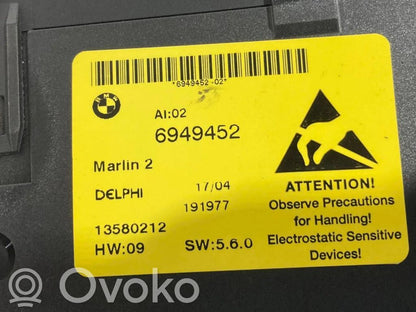 *6949452-02*
BMW
AI:02
6949452
Marlin 2
DELPHI 17/04
191977
13580212
HW:09 SW:5.6.0
ATTENTION!
Observe Precautions
for Handling!
Electrostatic Sensitive
Devices!
Ovoko